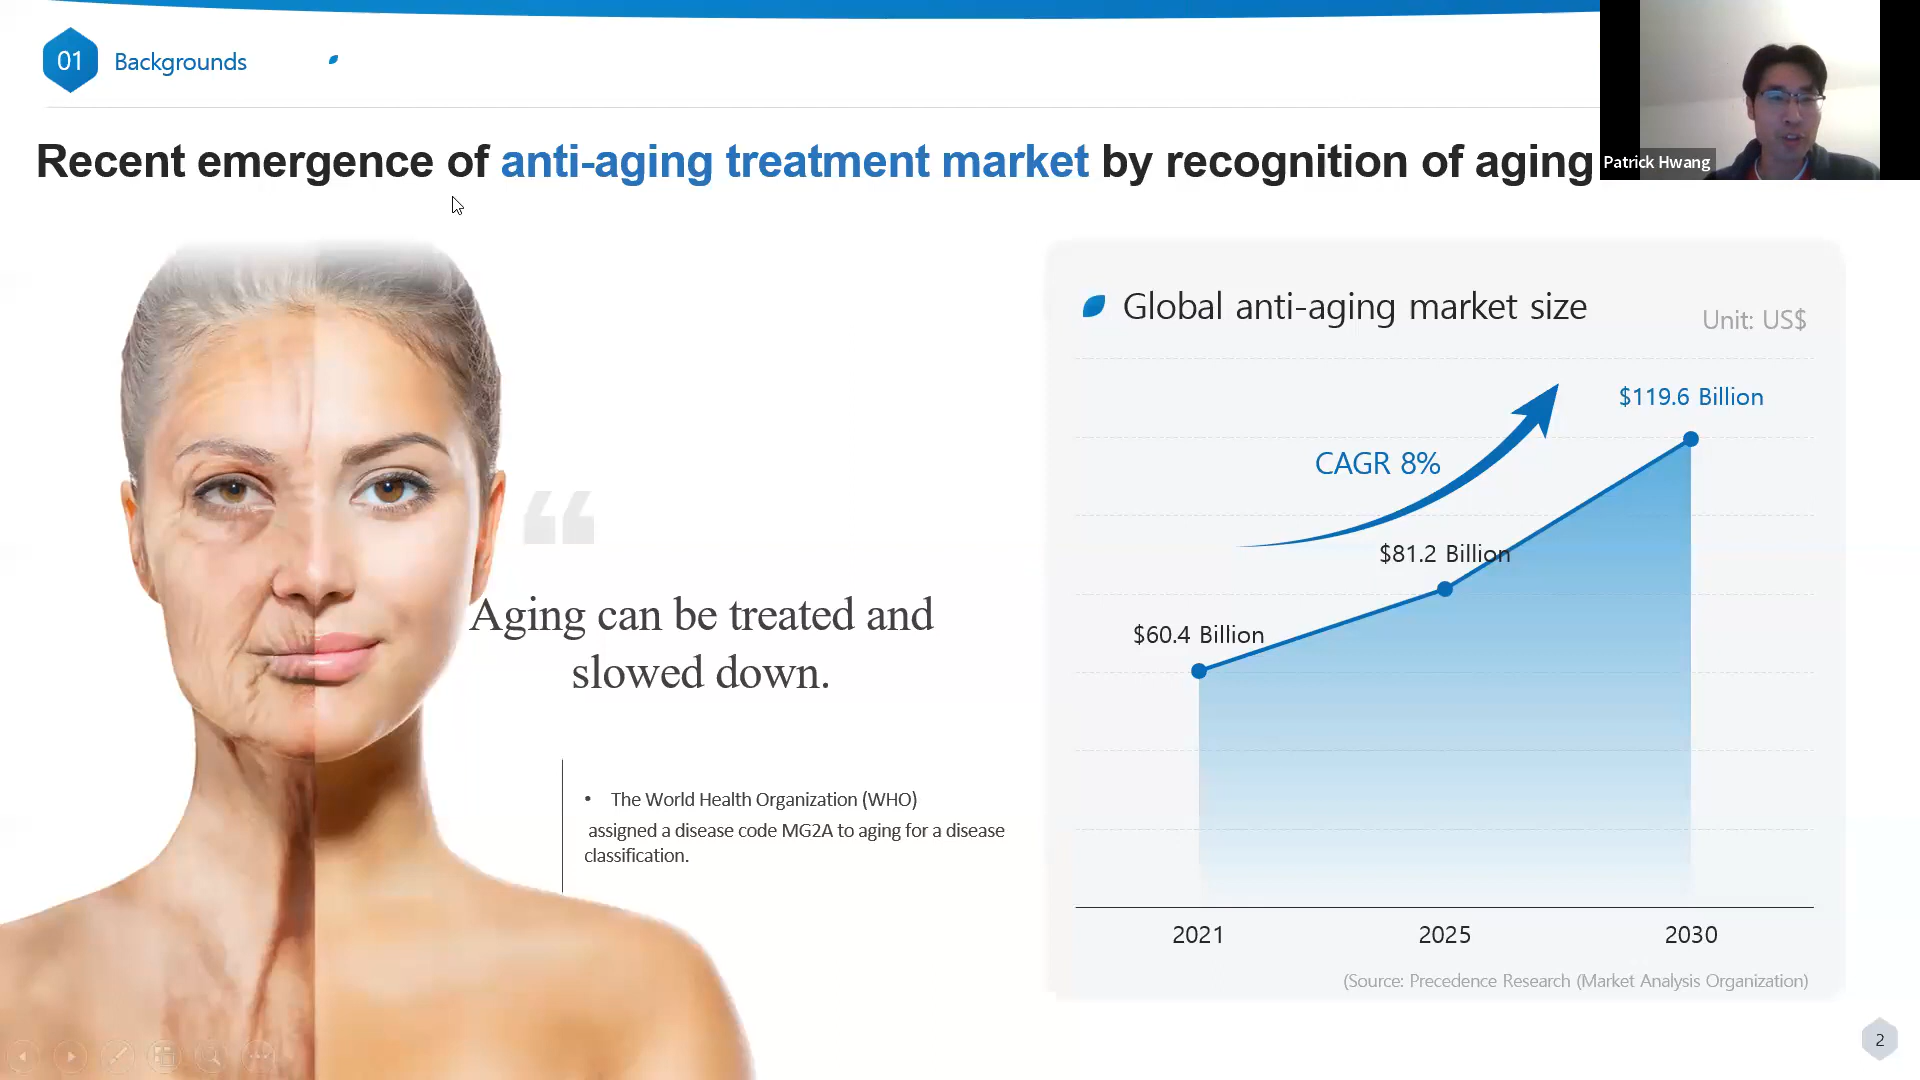 01 Backgrounds
Recent emergence of anti-aging treatment market by recognition of aging
Patrick Hwang
“
Aging can be treated and
slowed down.
• The World Health Organization (WHO)
assigned a disease code MG2A to aging for a disease
classification.
Global anti-aging market size
Unit: US$
$119.6 Billion
CAGR 8%
$81.2 Billion
$60.4 Billion
2021 2025 2030
(Source: Precedence Research (Market Analysis Organization)
2